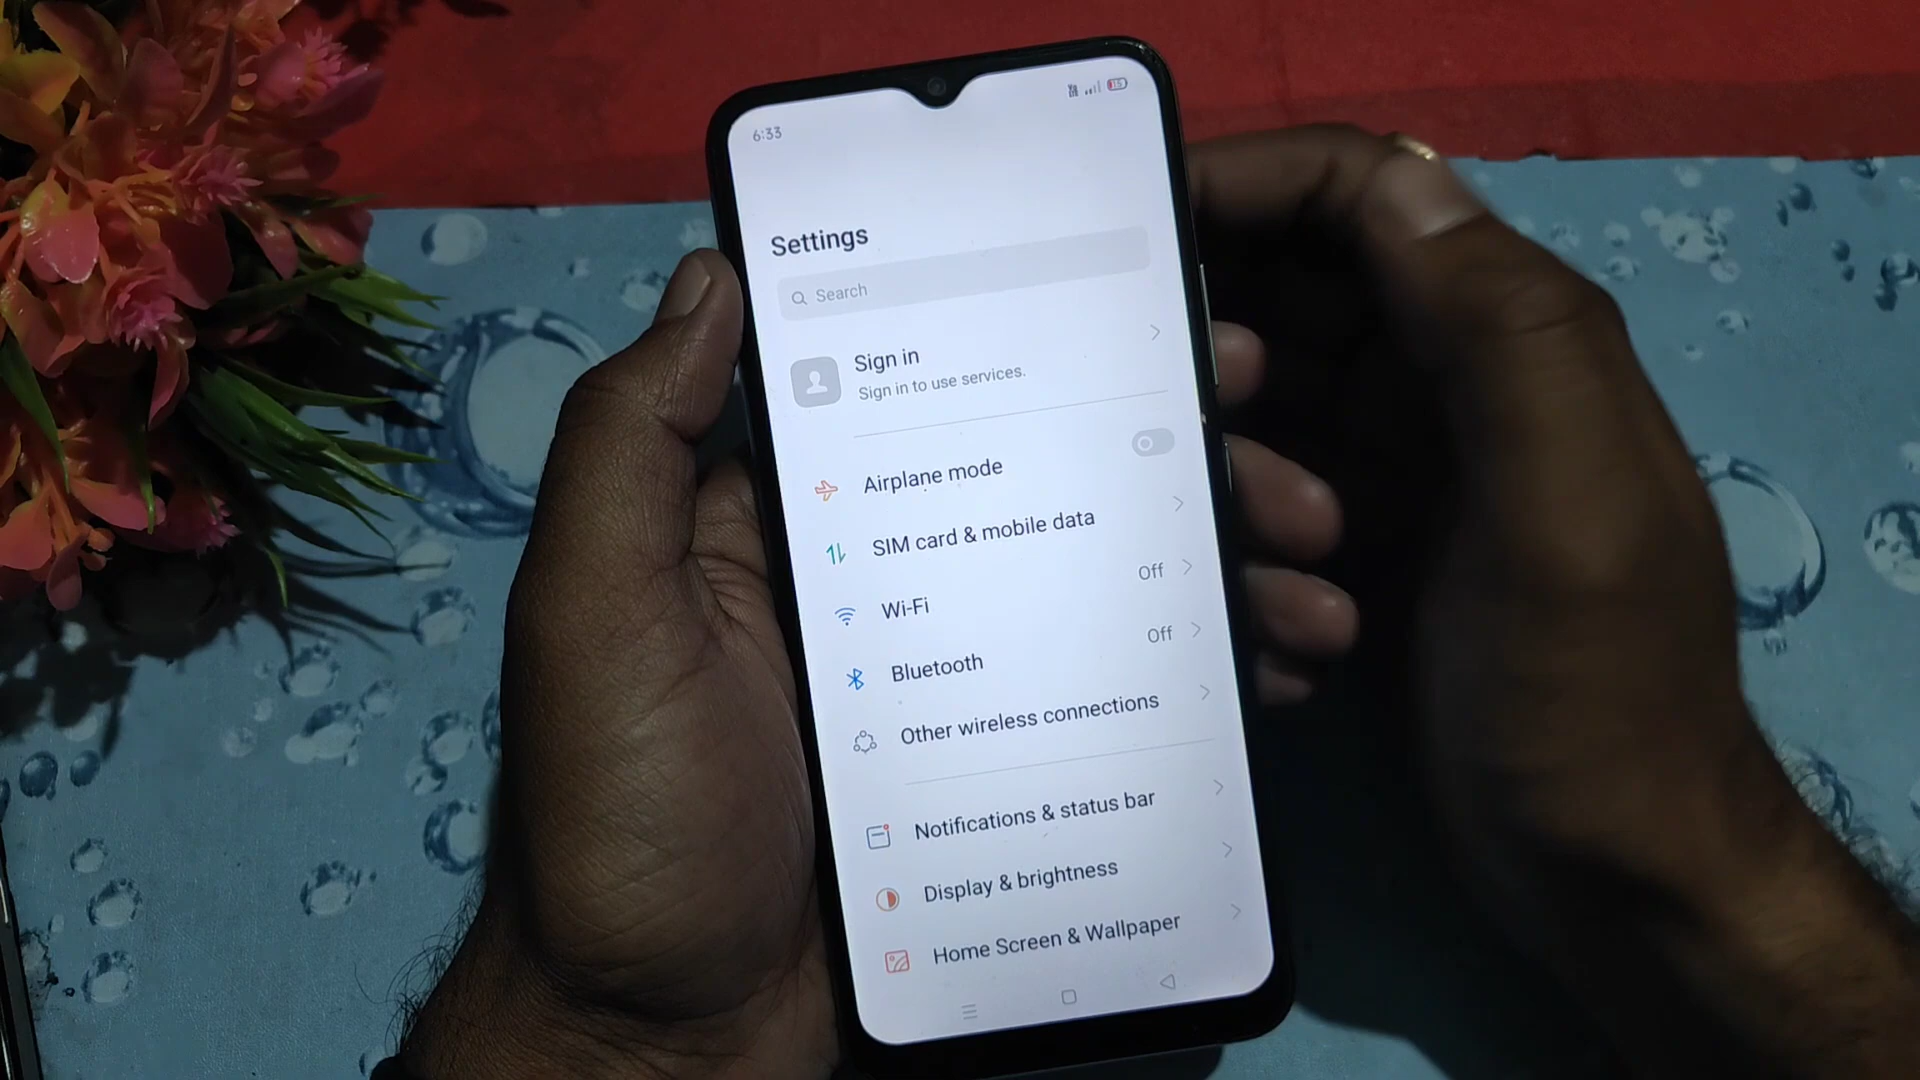 6:33
15
Settings
Search
Sign in
Sign in to use services.
Airplane mode
SIM card & mobile data
Wi-Fi
Off
Bluetooth
Off
Other wireless connections
Notifications & status bar
Display & brightness
Home Screen & Wallpaper